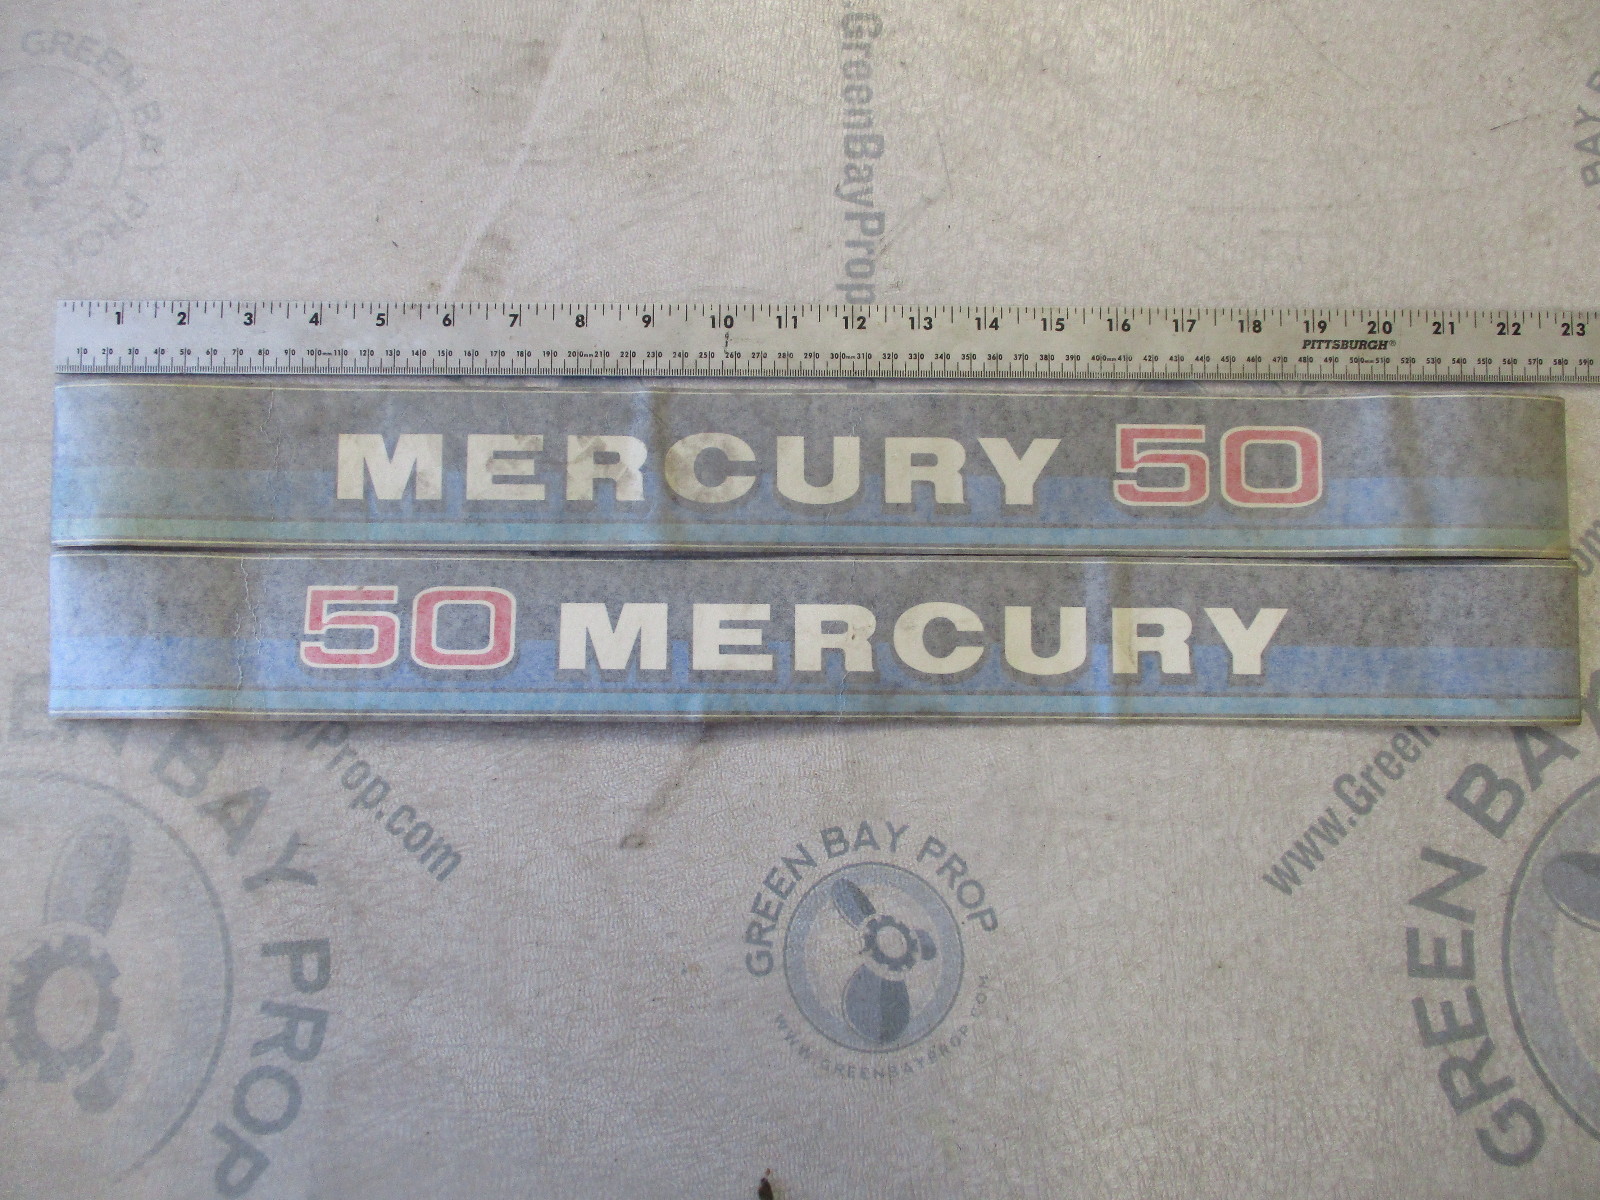 GREEN BAY PROP
GreenBayProp
BAY
1 2 3 4 5 6 7 8 9 10 11 12 13 14 15 16 17 18 19 20 21 22 23
PITTSBURGH®
MERCURY 50
50 MERCURY
Prop.com
www.Green
BAY PROP
GREEN BAY PROP
WWW.GREENBAYPROP.COM
GREEN BA